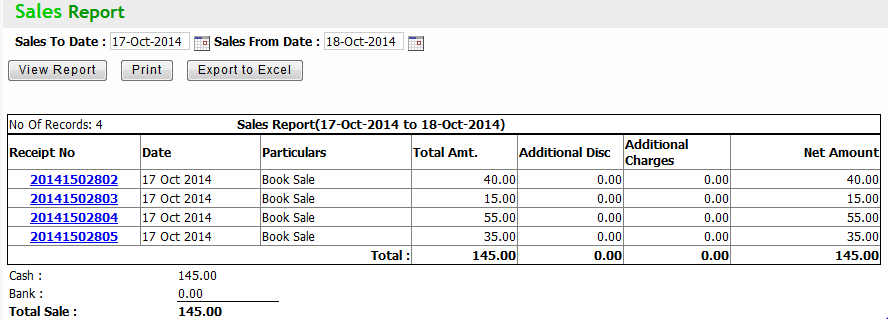 Sales Report
Sales To Date : 17-Oct-2014 Sales From Date : 18-Oct-2014
View Report Print Export to Excel
No Of Records: 4 Sales Report(17-Oct-2014 to 18-Oct-2014)
Receipt No Date Particulars Total Amt. Additional Disc Additional Charges Net Amount
20141502802 17 Oct 2014 Book Sale 40.00 0.00 0.00 40.00
20141502803 17 Oct 2014 Book Sale 15.00 0.00 0.00 15.00
20141502804 17 Oct 2014 Book Sale 55.00 0.00 0.00 55.00
20141502805 17 Oct 2014 Book Sale 35.00 0.00 0.00 35.00
Total : 145.00 0.00 0.00 145.00
Cash : 145.00
Bank : 0.00
Total Sale : 145.00